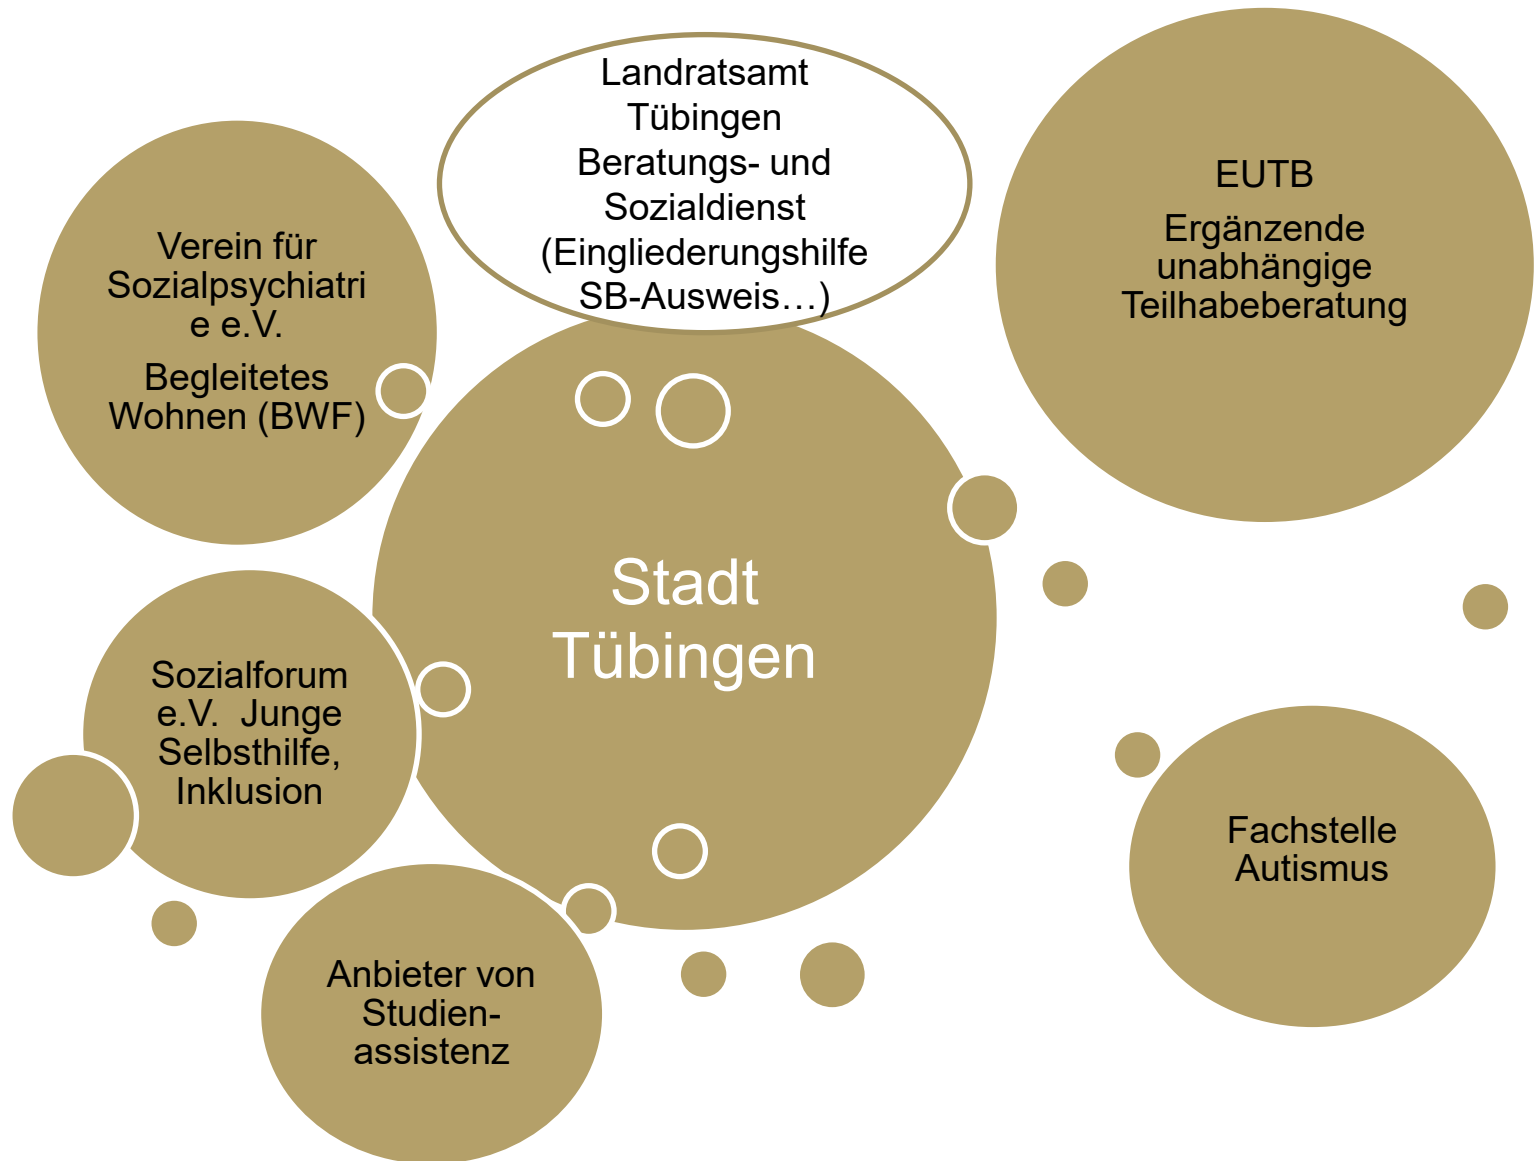 Landratsamt
Tübingen
Beratungs- und
Sozialdienst
(Eingliederungshilfe
SB-Ausweis…)
EUTB
Ergänzende
unabhängige
Teilhabeberatung
Verein für
Sozialpsychiatri
e e.V.
Begleitetes
Wohnen (BWF)
Stadt
Tübingen
Sozialforum
e.V.  Junge
Selbsthilfe,
Inklusion
Fachstelle
Autismus
Anbieter von
Studien-
assistenz